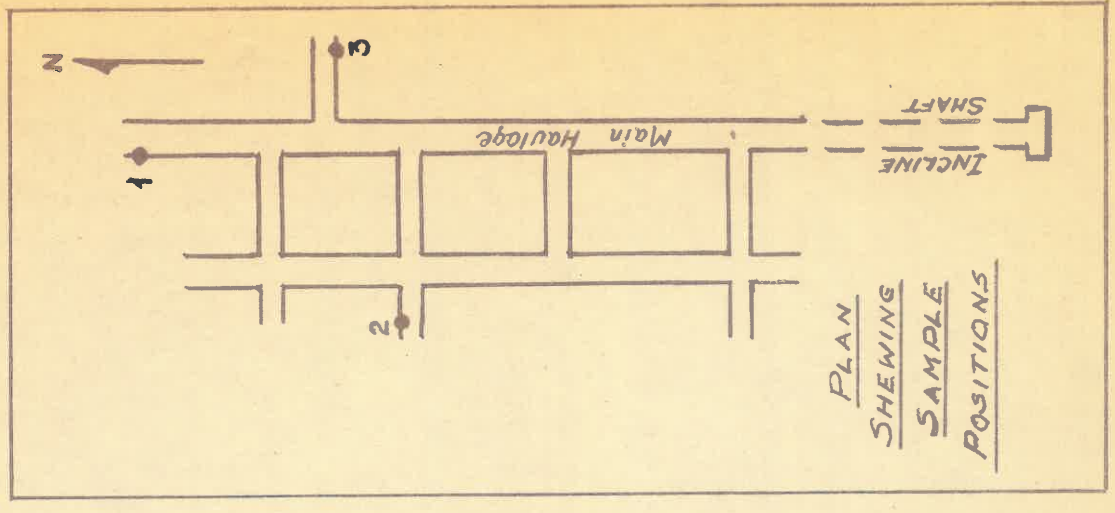 N
3
1
Main Haulage
SHAFT
INCLINE
2
PLAN
SHEWING
SAMPLE
POSITIONS